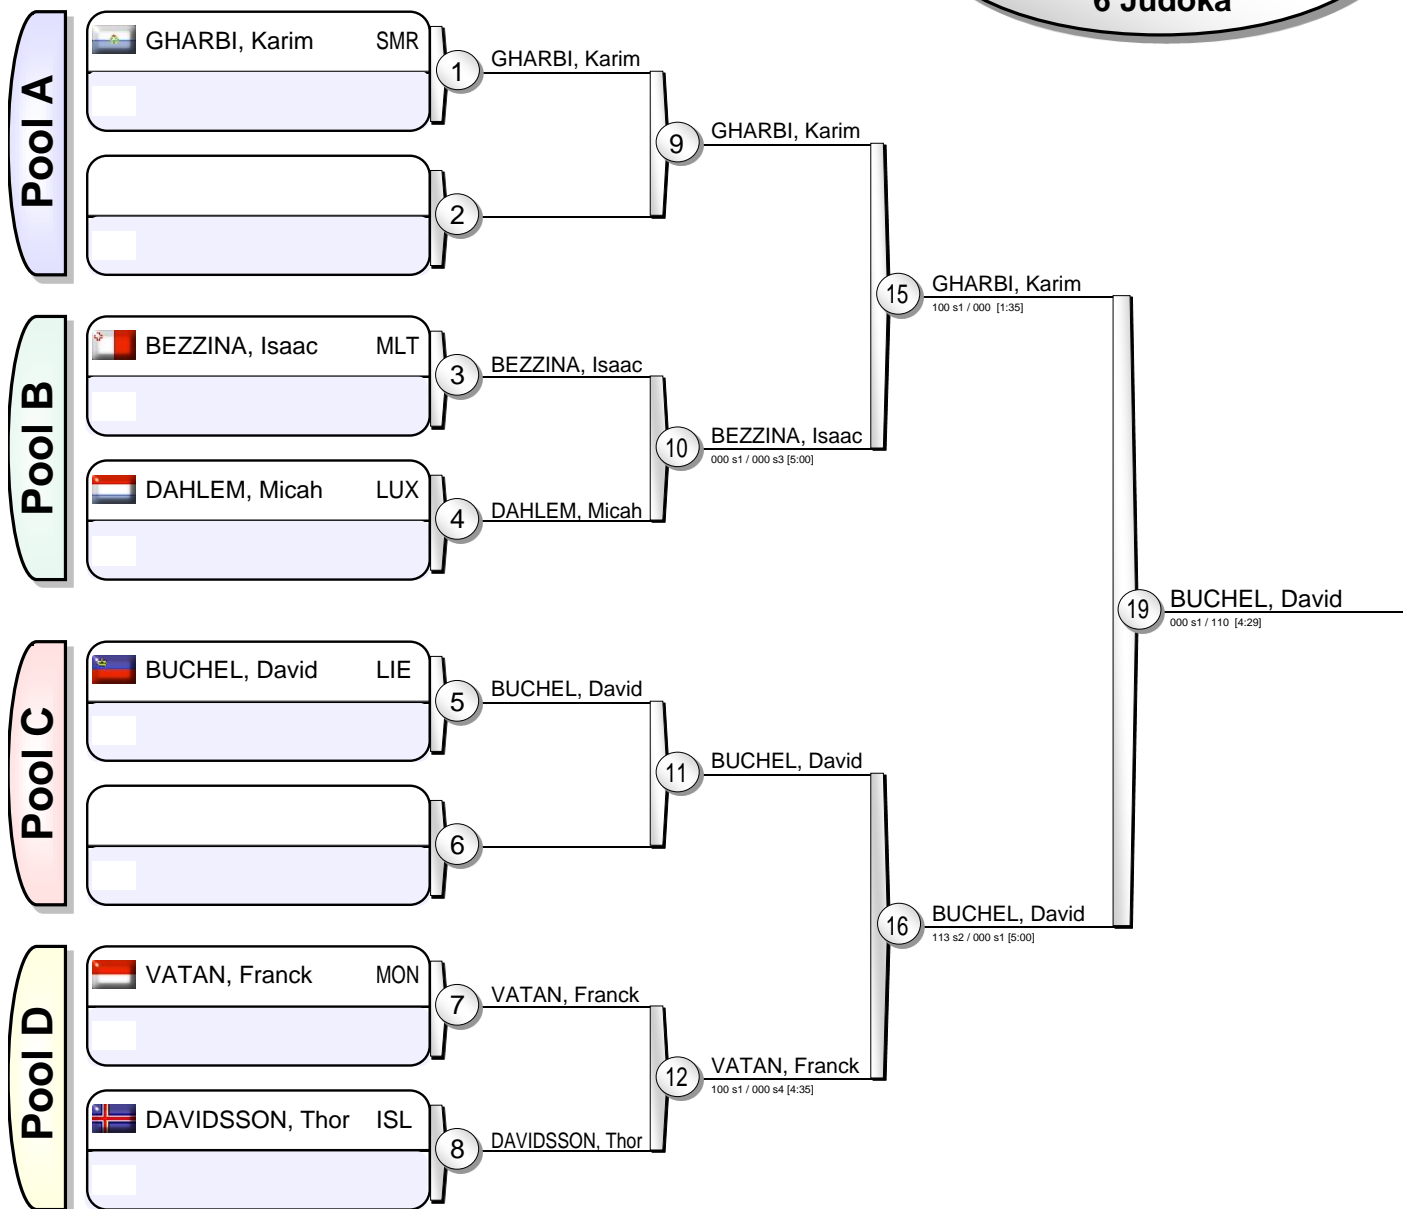 6 Judoka
Pool A
GHARBI, Karim SMR
1
GHARBI, Karim
2
9
GHARBI, Karim
Pool B
BEZZINA, Isaac MLT
3
BEZZINA, Isaac
DAHLEM, Micah LUX
4
DAHLEM, Micah
10
BEZZINA, Isaac
000 s1 / 000 s3 [5:00]
15
GHARBI, Karim
100 s1 / 000 [1:35]
Pool C
BUCHEL, David LIE
5
BUCHEL, David
6
11
BUCHEL, David
Pool D
VATAN, Franck MON
7
VATAN, Franck
DAVIDSSON, Thor ISL
8
DAVIDSSON, Thor
12
VATAN, Franck
100 s1 / 000 s4 [4:35]
16
BUCHEL, David
113 s2 / 000 s1 [5:00]
19
BUCHEL, David
000 s1 / 110 [4:29]